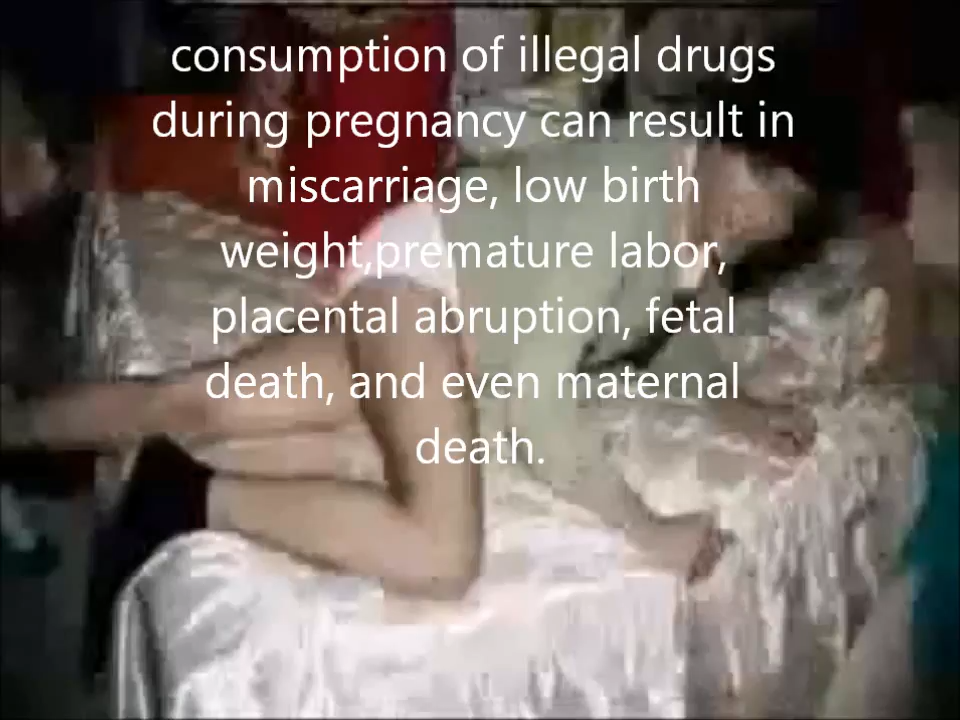 consumption of illegal drugs
during pregnancy can result in
miscarriage, low birth
weight,premature labor,
placental abruption, fetal
death, and even maternal
death.